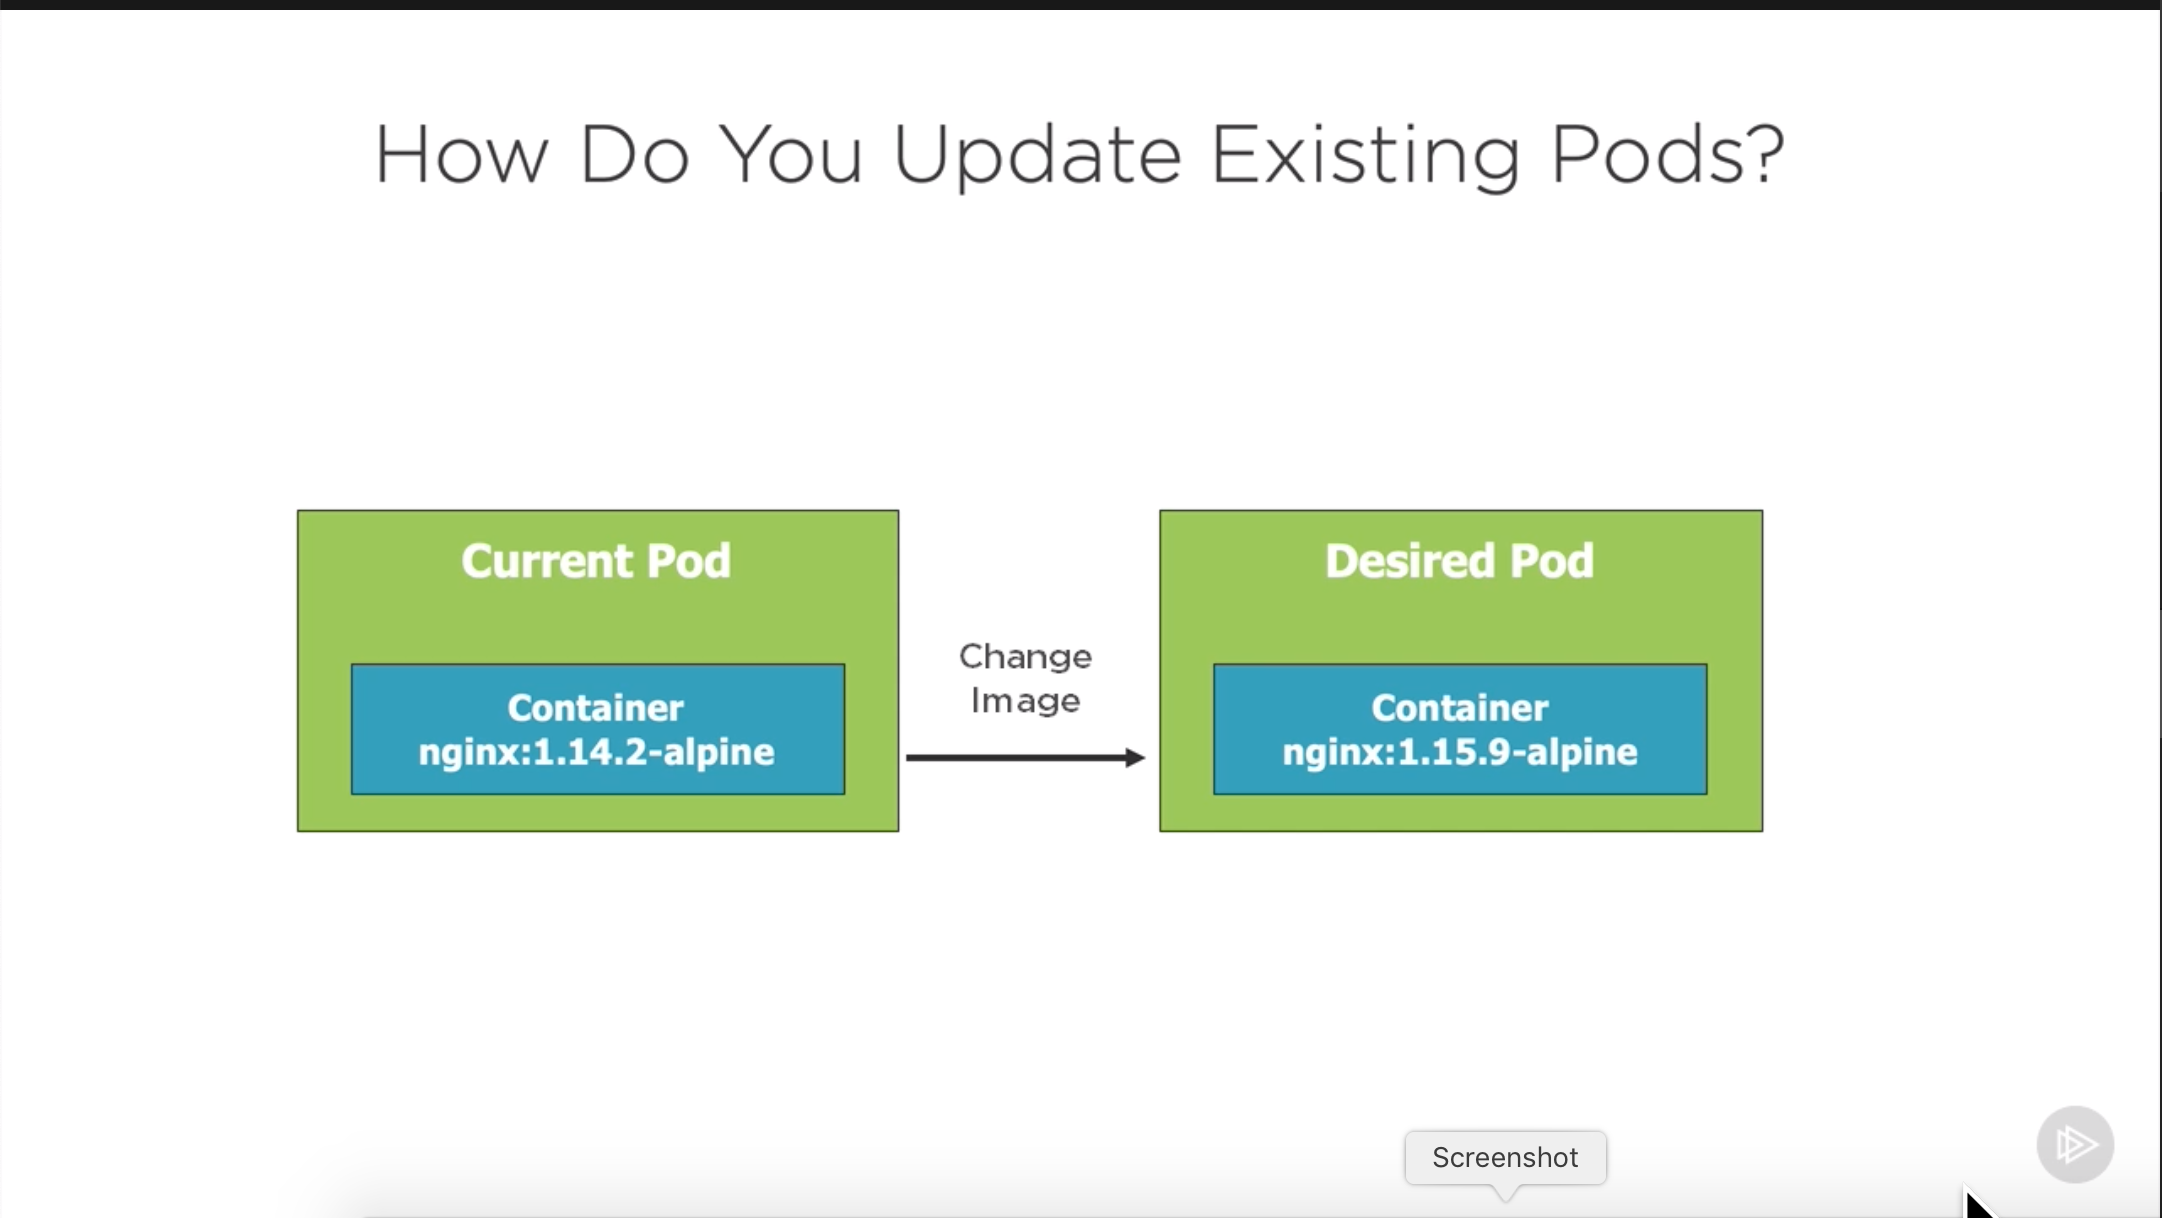 How Do You Update Existing Pods?
Current Pod
Container
nginx:1.14.2-alpine
Change
Image
Desired Pod
Container
nginx:1.15.9-alpine
Screenshot